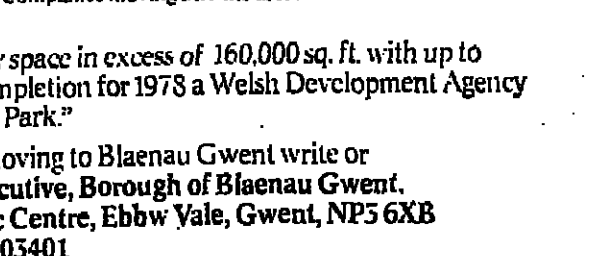 space in excess of 160,000 sq. ft. with up to
mpletion for 1978 a Welsh Development Agency
Park."
oving to Blaenau Gwent write or
cutive, Borough of Blaenau Gwent,
Centre, Ebbw Vale, Gwent, NP3 6XB
03401